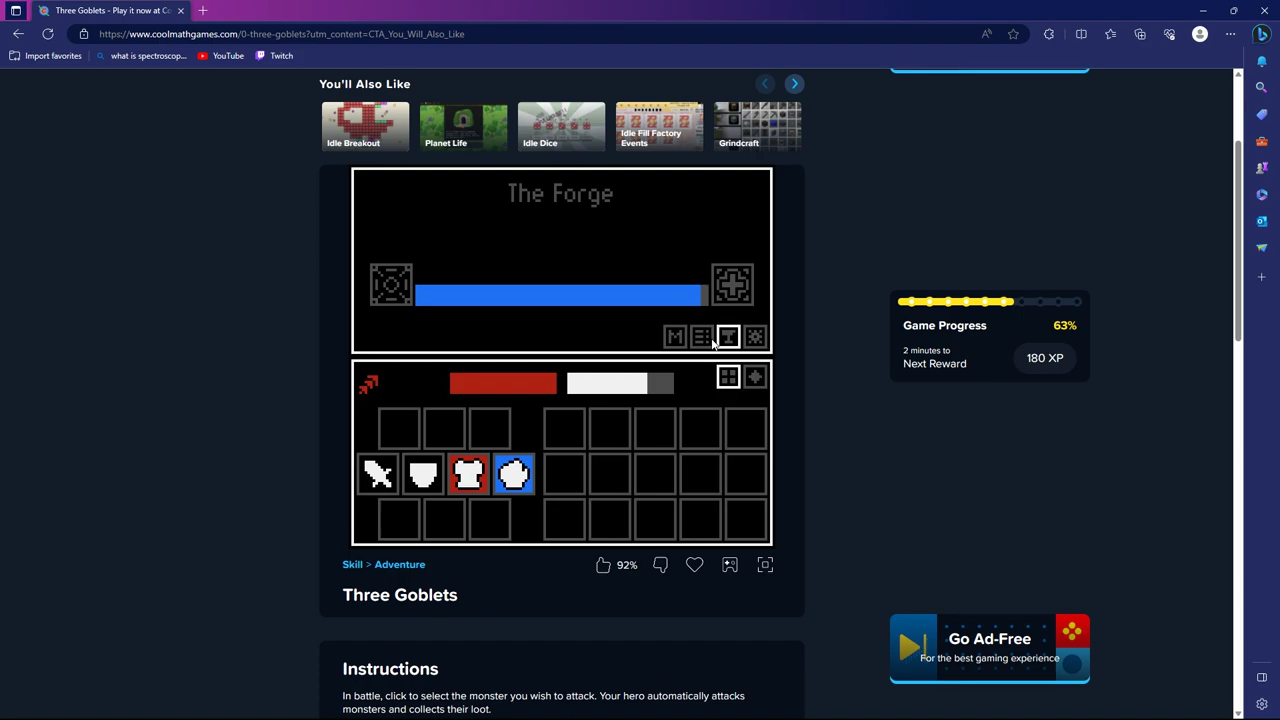 Three Goblets - Play it now at Co
https://www.coolmathgames.com/0-three-goblets?utm_content=CTA_You_Will_Also_Like
Import favorites
what is spectroscop...
YouTube
Twitch
You'll Also Like
Idle Breakout
Planet Life
Idle Dice
Idle Fill Factory
Events
Grindcraft
The Forge
Game Progress
63%
2 minutes to
Next Reward
180 XP
Skill > Adventure
92%
Three Goblets
Go Ad-Free
For the best gaming experience
Instructions
In battle, click to select the monster you wish to attack. Your hero automatically attacks
monsters and collects their loot.